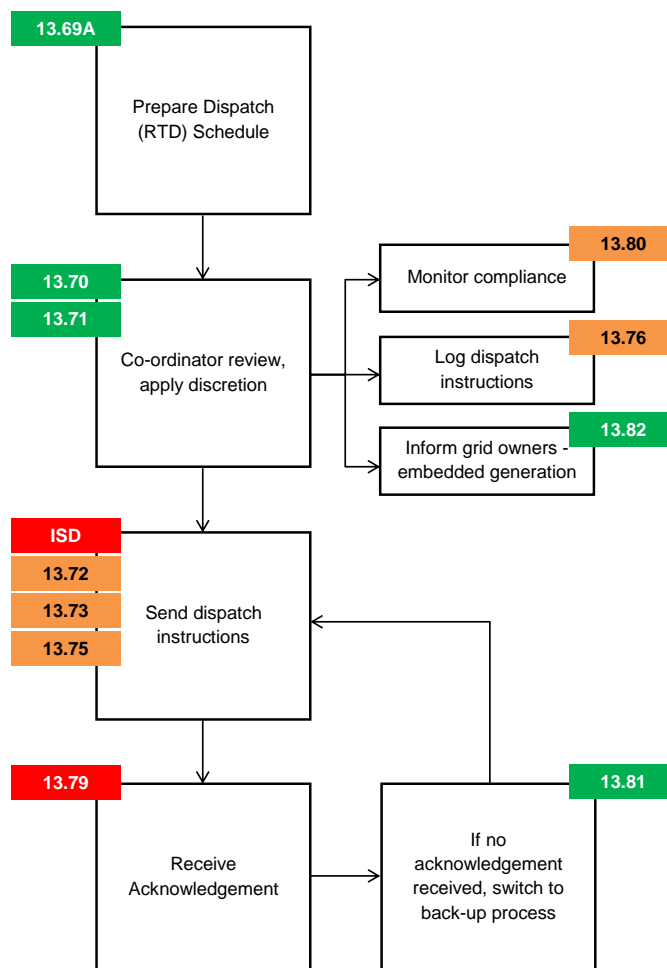 13.69A
Prepare Dispatch
(RTD) Schedule
13.70
13.71
Co-ordinator review,
apply discretion
13.80
Monitor compliance
13.76
Log dispatch
instructions
13.82
Inform grid owners -
embedded generation
ISD
13.72
13.73
13.75
Send dispatch
instructions
13.79
Receive
Acknowledgement
13.81
If no
acknowledgement
received, switch to
back-up process